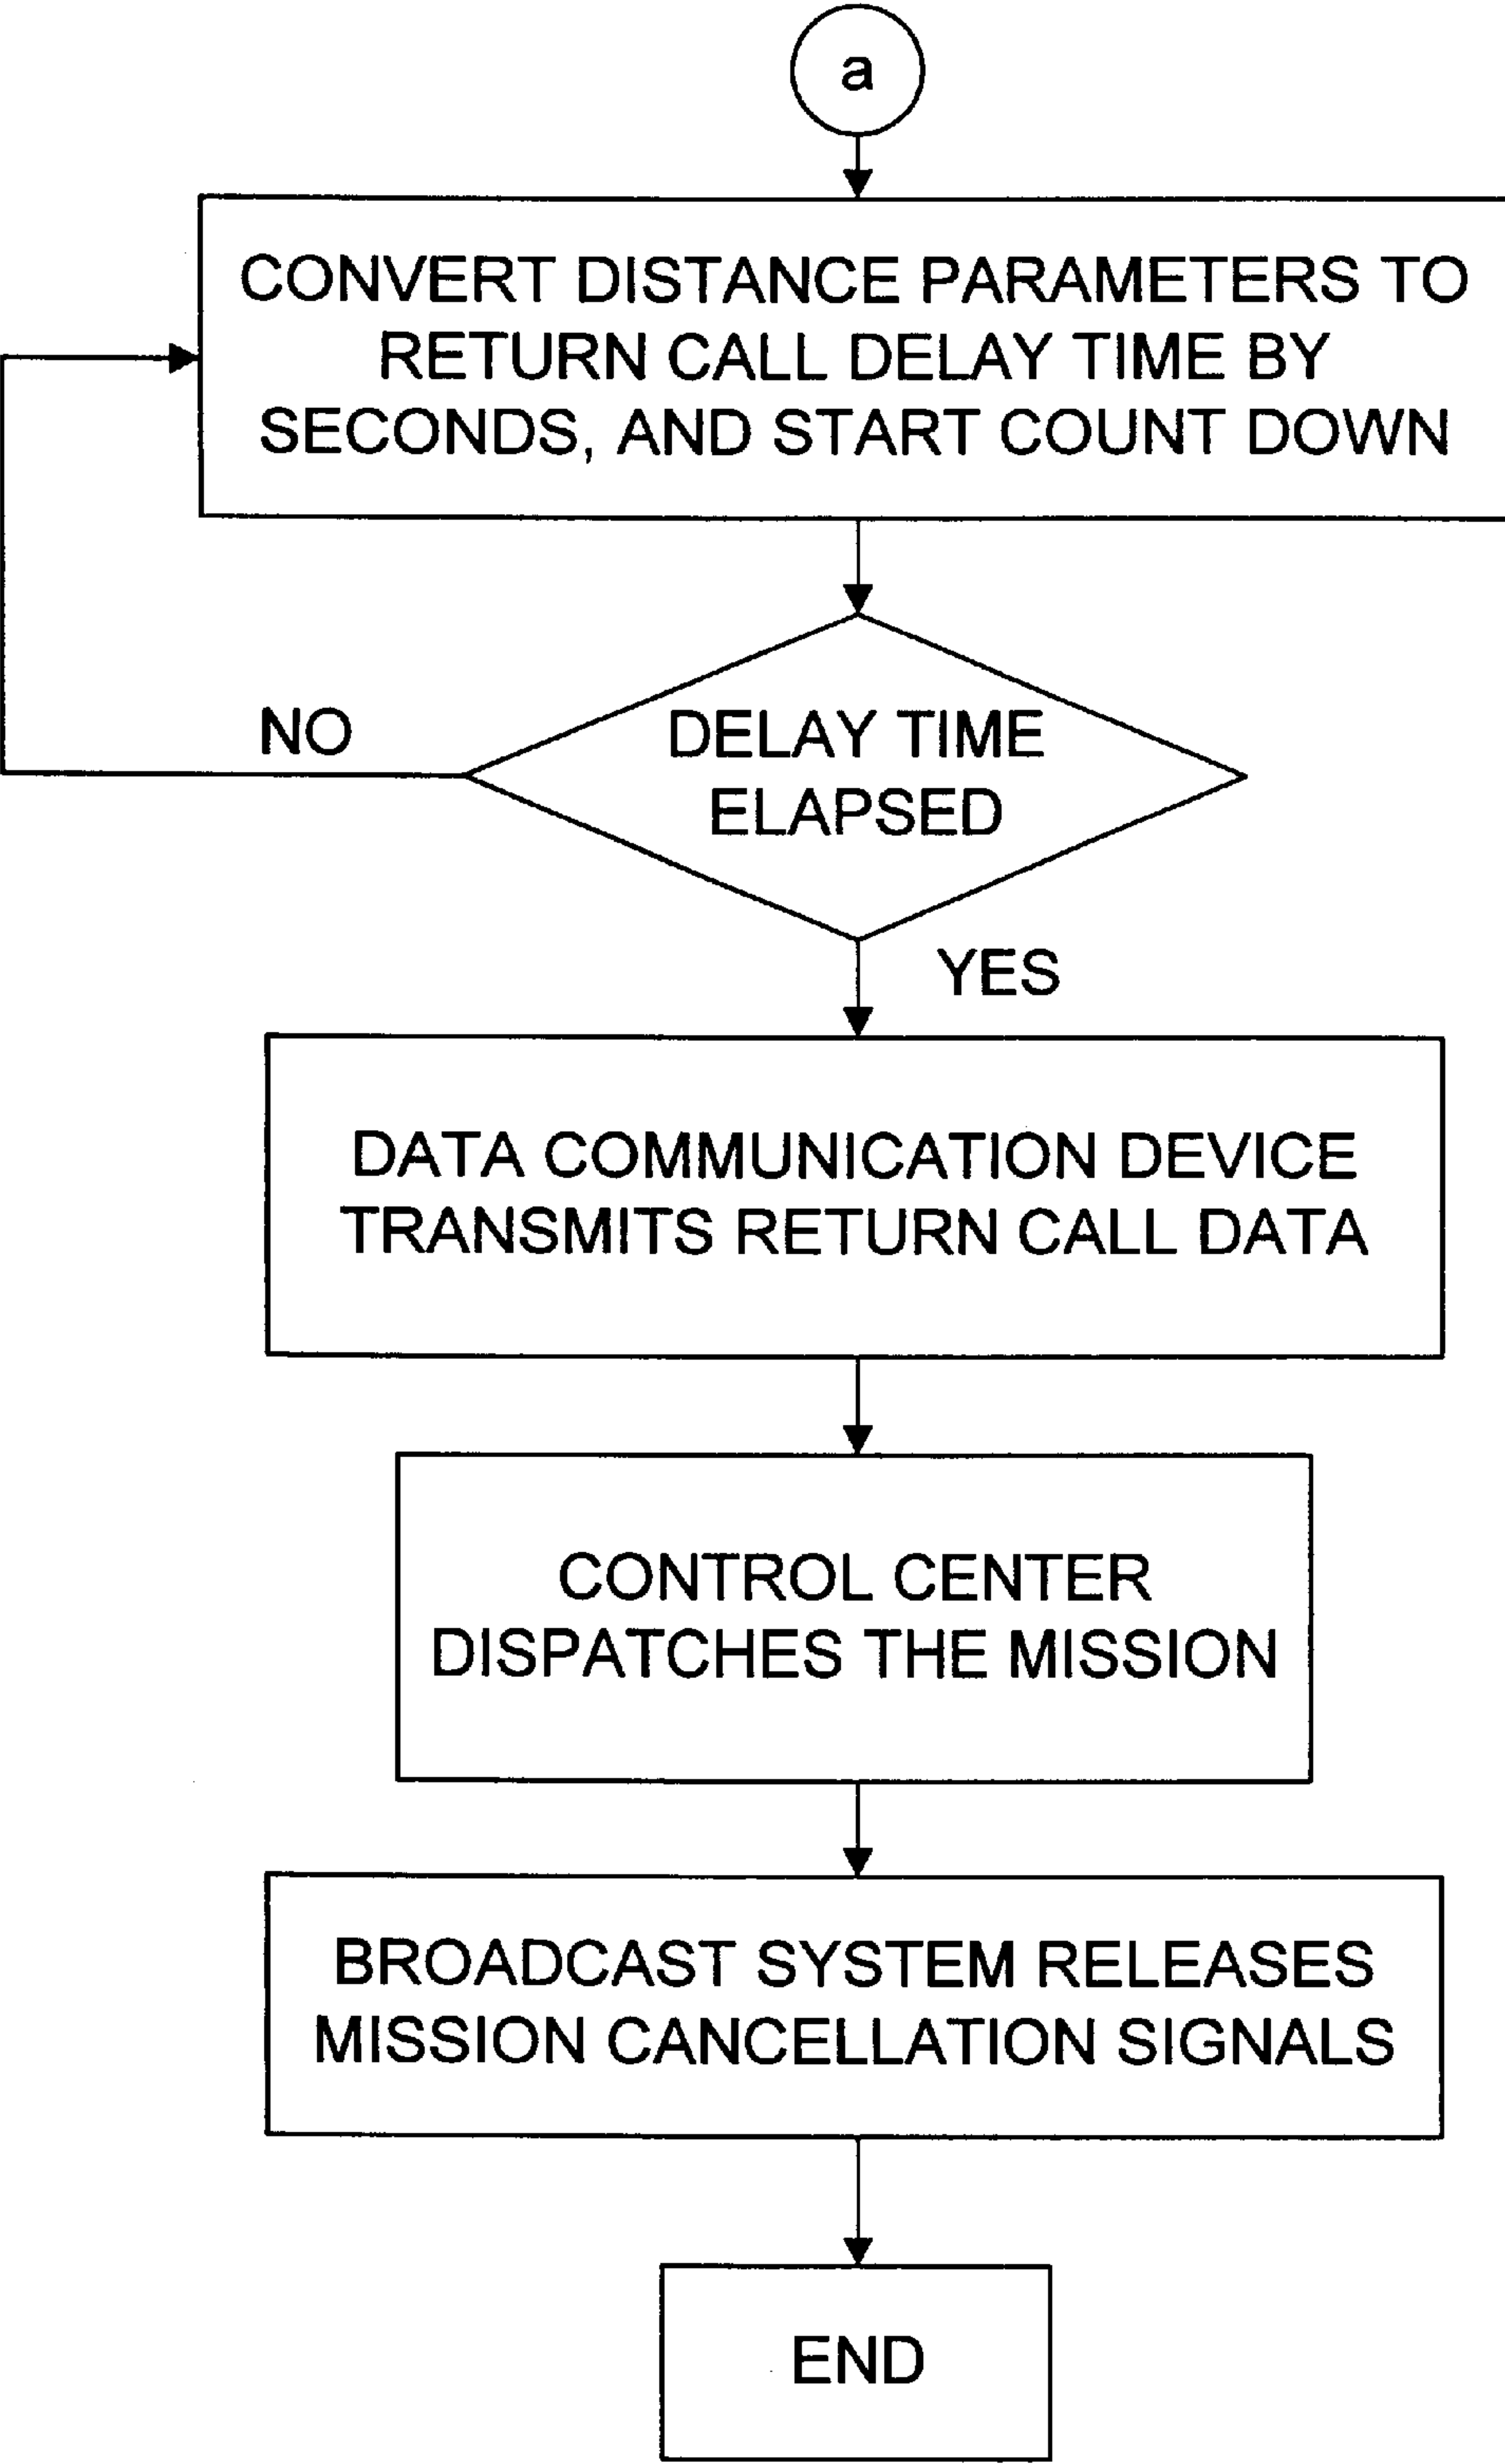 a
CONVERT DISTANCE PARAMETERS TO
RETURN CALL DELAY TIME BY
SECONDS, AND START COUNT DOWN
NO
DELAY TIME
ELAPSED
YES
DATA COMMUNICATION DEVICE
TRANSMITS RETURN CALL DATA
CONTROL CENTER
DISPATCHES THE MISSION
BROADCAST SYSTEM RELEASES
MISSION CANCELLATION SIGNALS
END